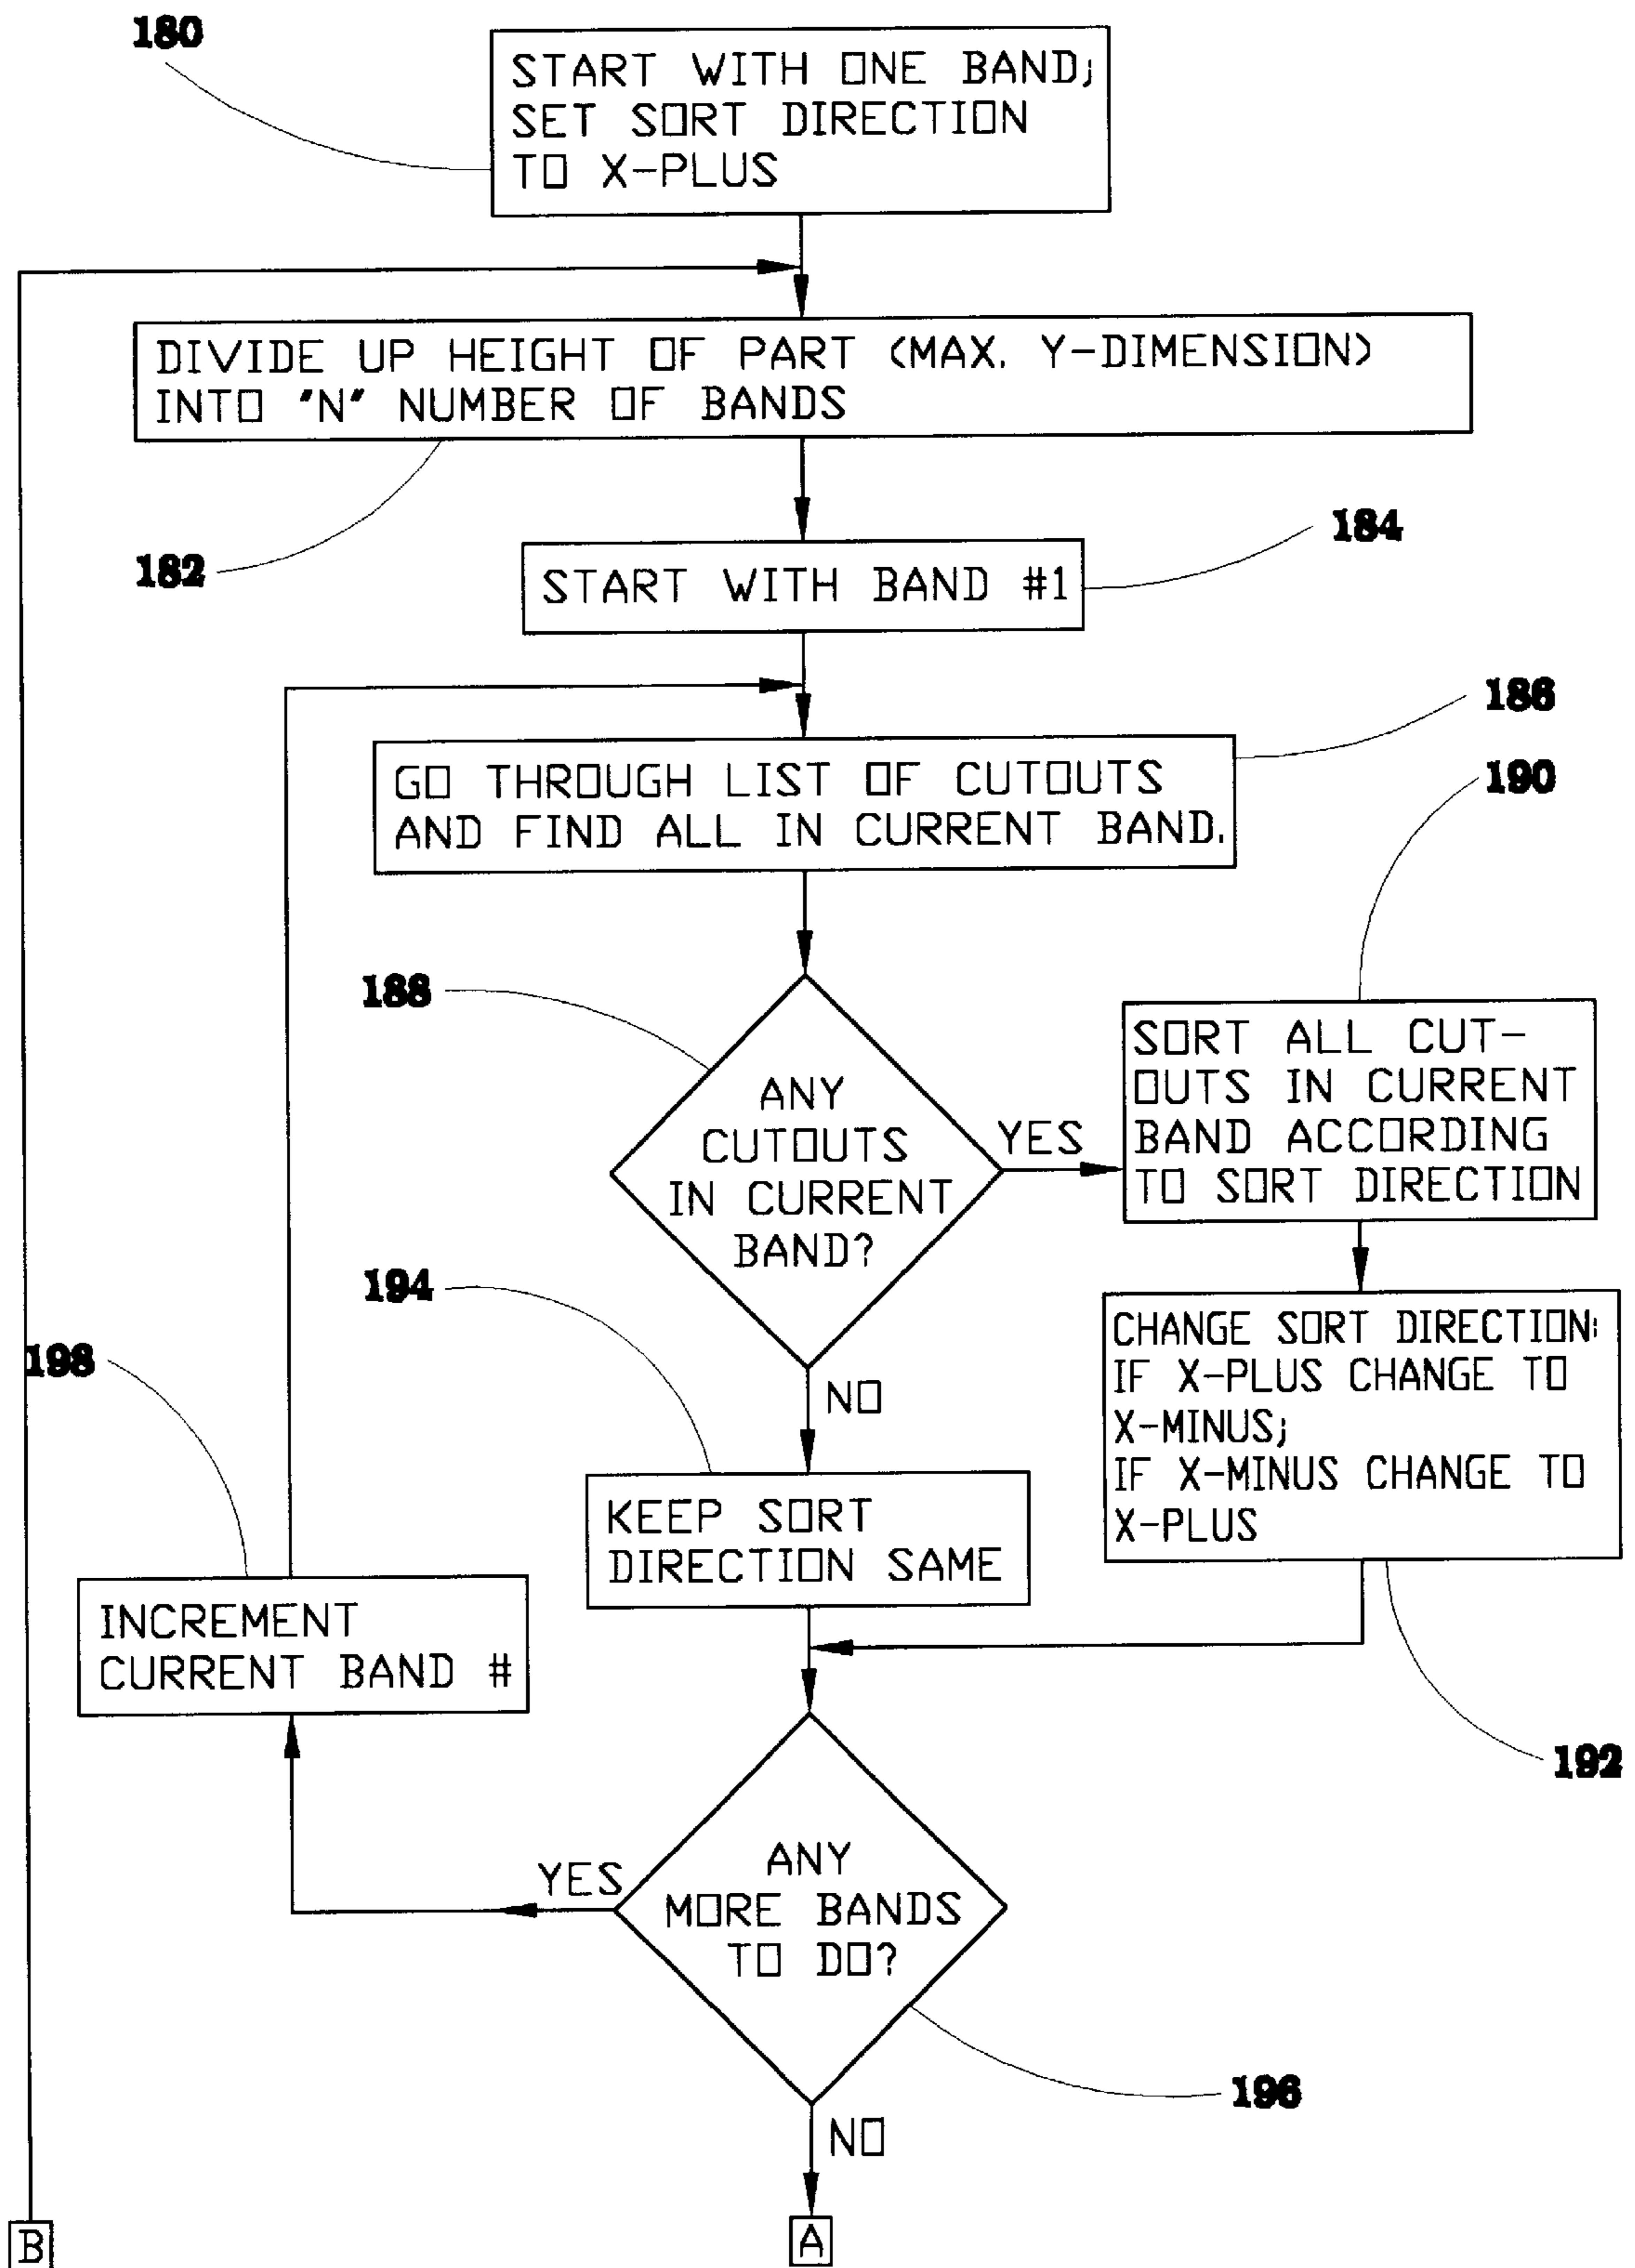 180
START WITH ONE BAND;
SET SORT DIRECTION
TO X-PLUS
DIVIDE UP HEIGHT OF PART (MAX. Y-DIMENSION)
INTO "N" NUMBER OF BANDS
182
184
START WITH BAND #1
186
GO THROUGH LIST OF CUTOUTS
AND FIND ALL IN CURRENT BAND.
190
188
ANY
CUTOUTS
IN CURRENT
BAND?
YES
SORT ALL CUT-
OUTS IN CURRENT
BAND ACCORDING
TO SORT DIRECTION
194
NO
CHANGE SORT DIRECTION:
IF X-PLUS CHANGE TO
X-MINUS;
IF X-MINUS CHANGE TO
X-PLUS
198
KEEP SORT
DIRECTION SAME
INCREMENT
CURRENT BAND #
192
YES
ANY
MORE BANDS
TO DO?
196
NO
B
A